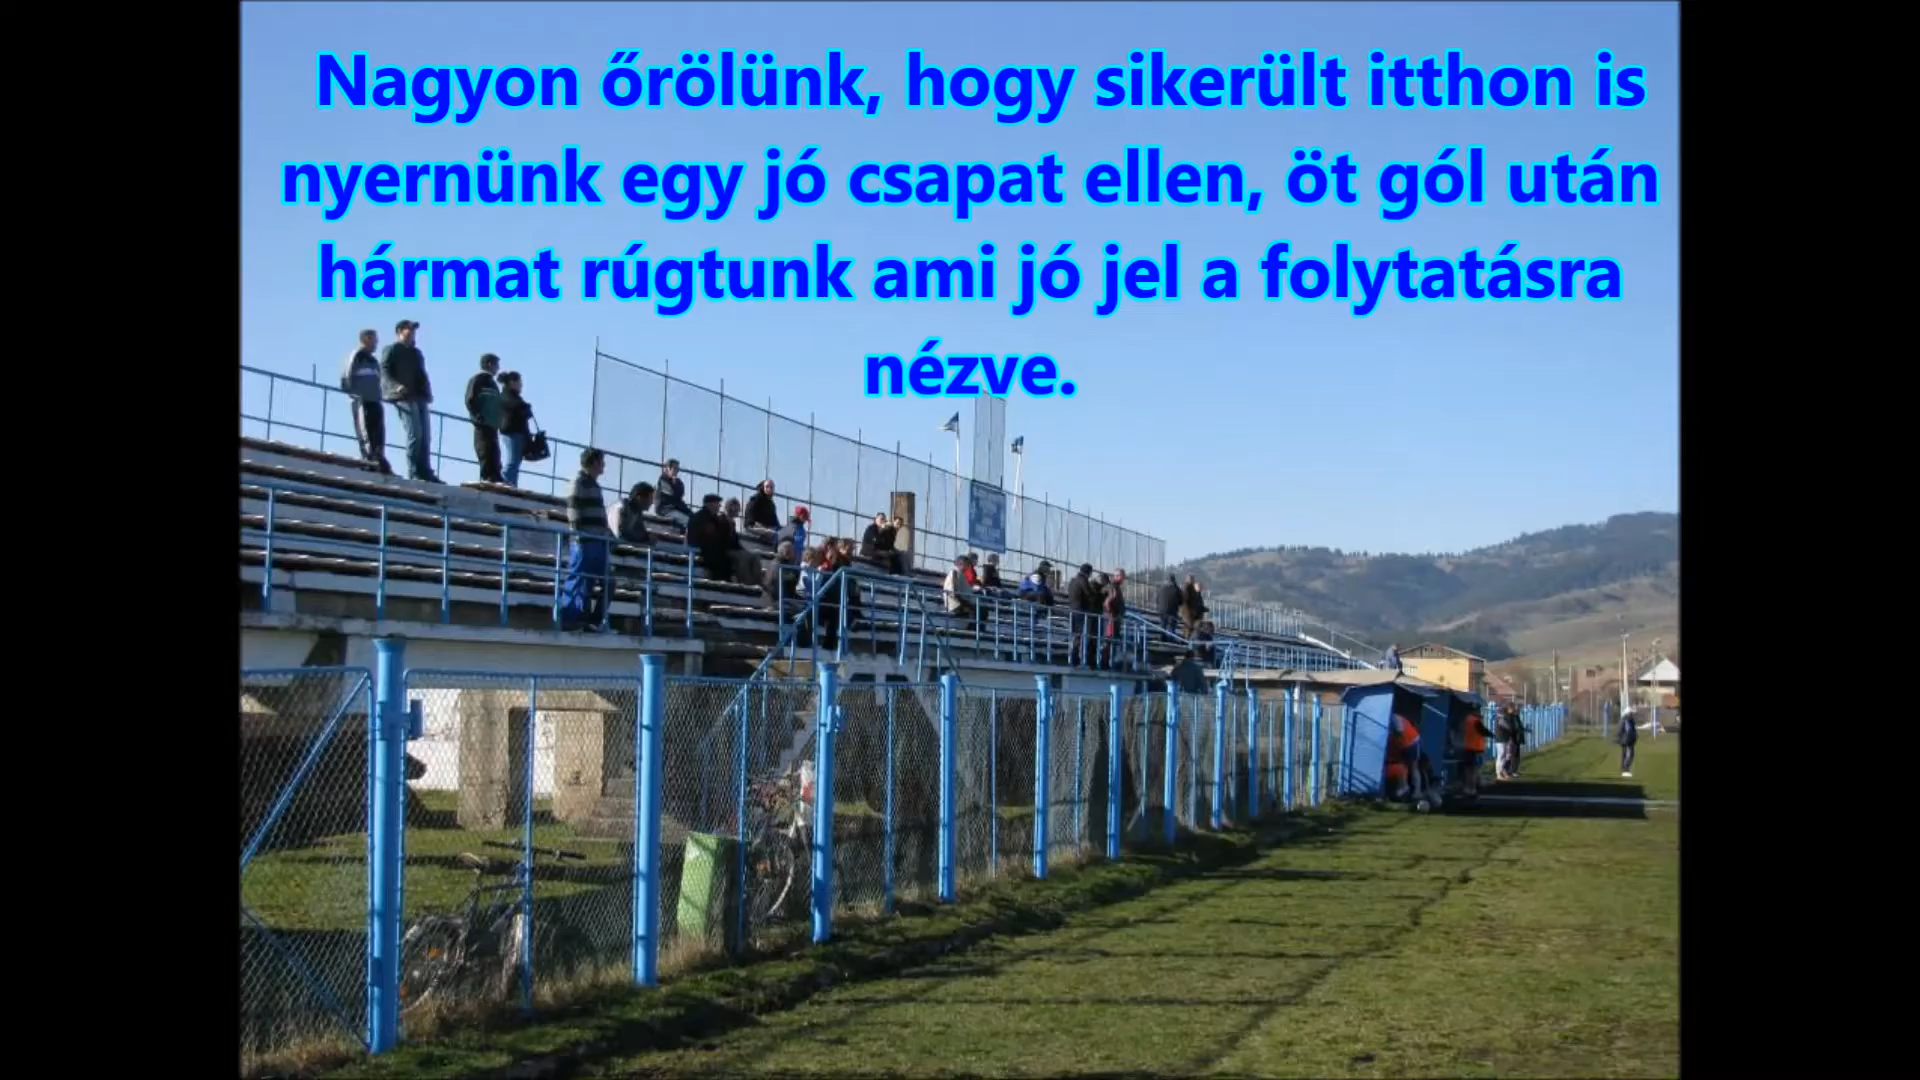 Nagyon őrölünk, hogy sikerült itthon is
nyernünk egy jó csapat ellen, öt gól után
hármat rúgtunk ami jó jel a folytatásra
nézve.